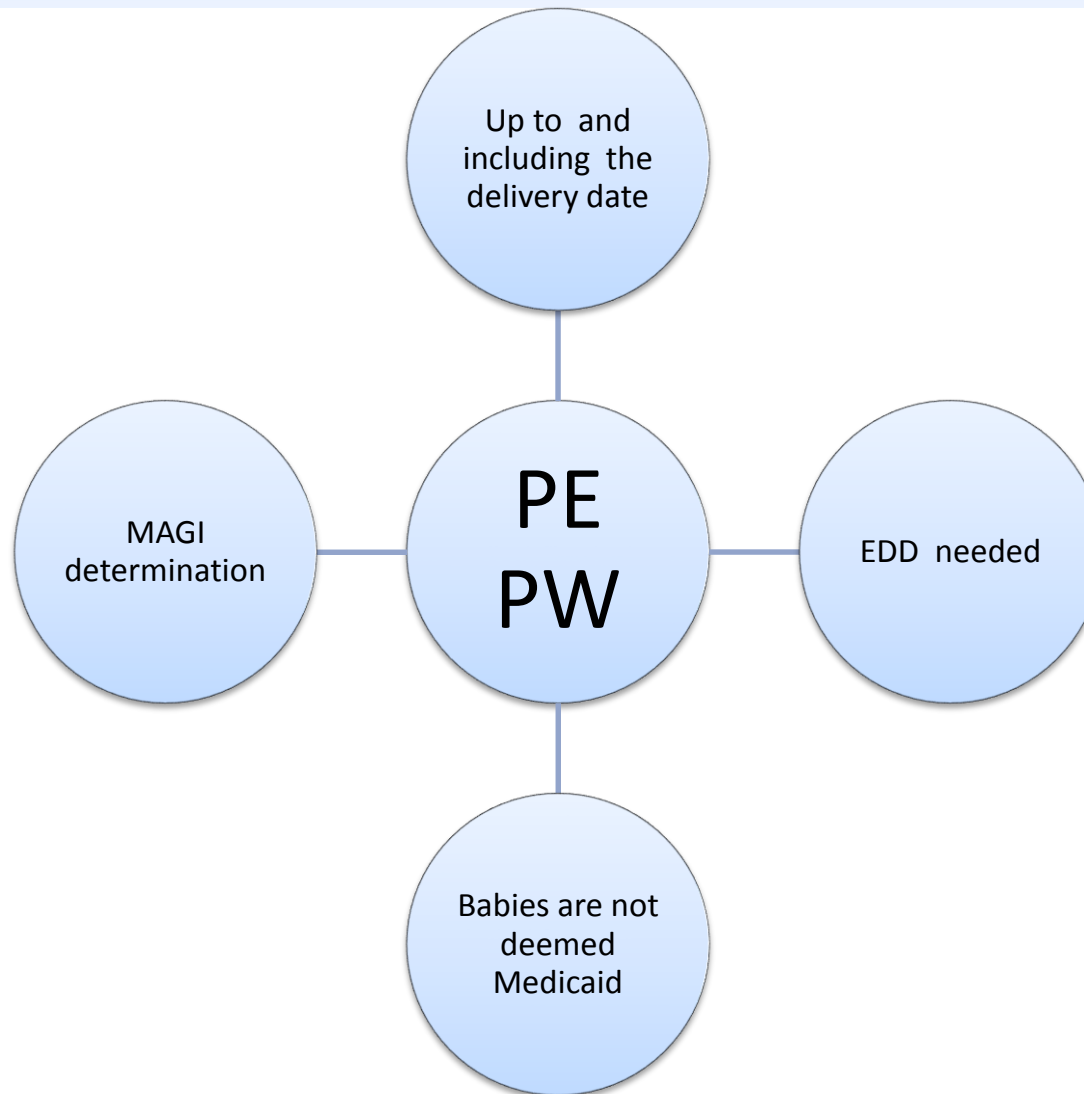 Up to and
including the
delivery date
MAGI
determination
PE
PW
EDD needed
Babies are not
deemed
Medicaid